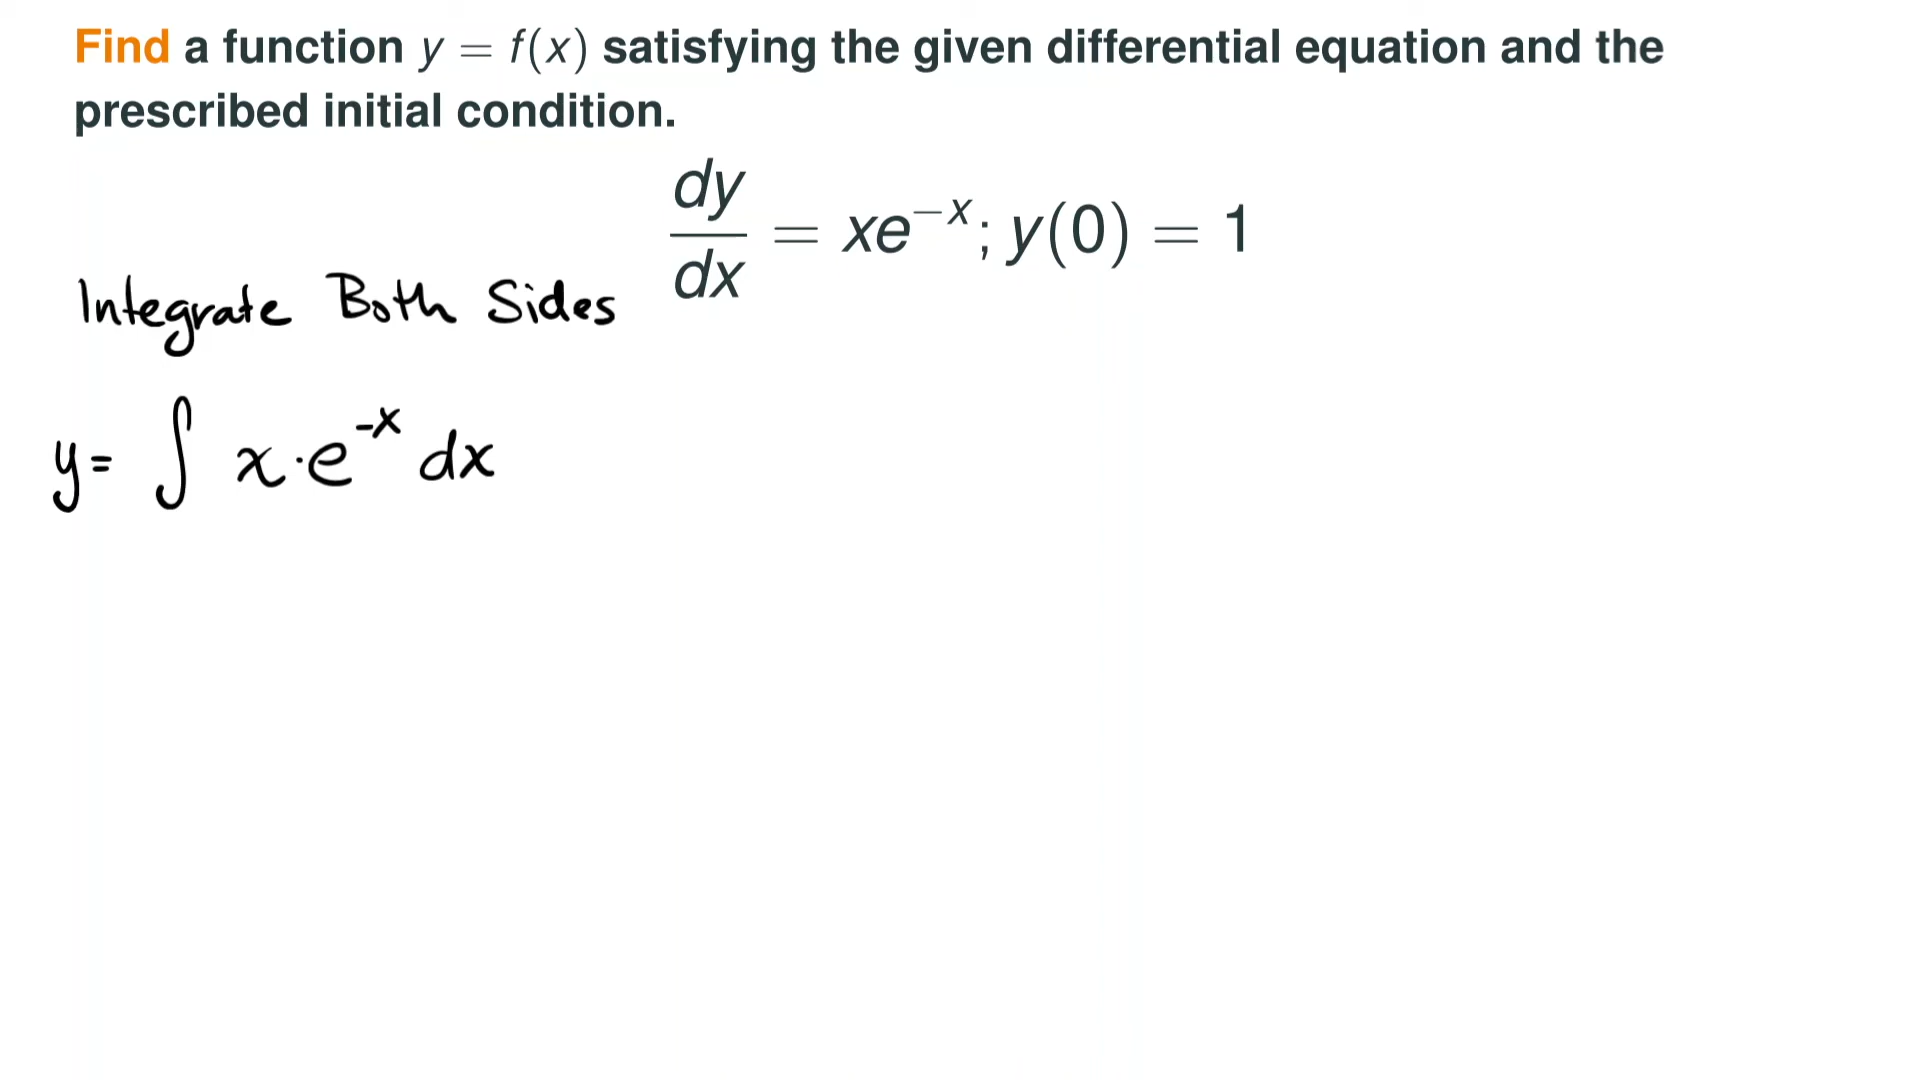 Find a function y = f(x) satisfying the given differential equation and the
prescribed initial condition.
dy/dx = xe^{-x}; y(0) = 1
Integrate Both Sides
y= ∫ x·e^{-x} dx